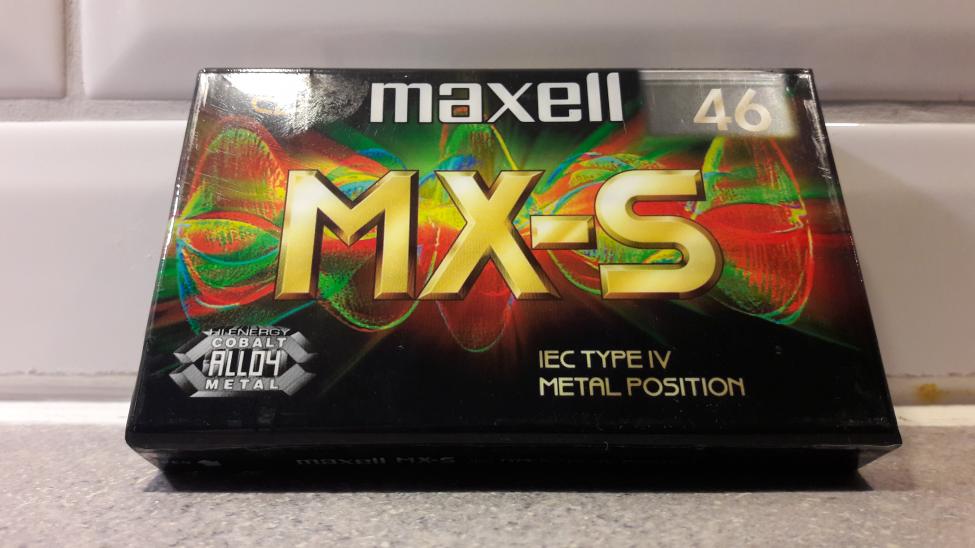 maxell
46
MX-S
HI-ENERGY
COBALT
ALLOY
METAL
IEC TYPE IV
METAL POSITION
maxell MX-S